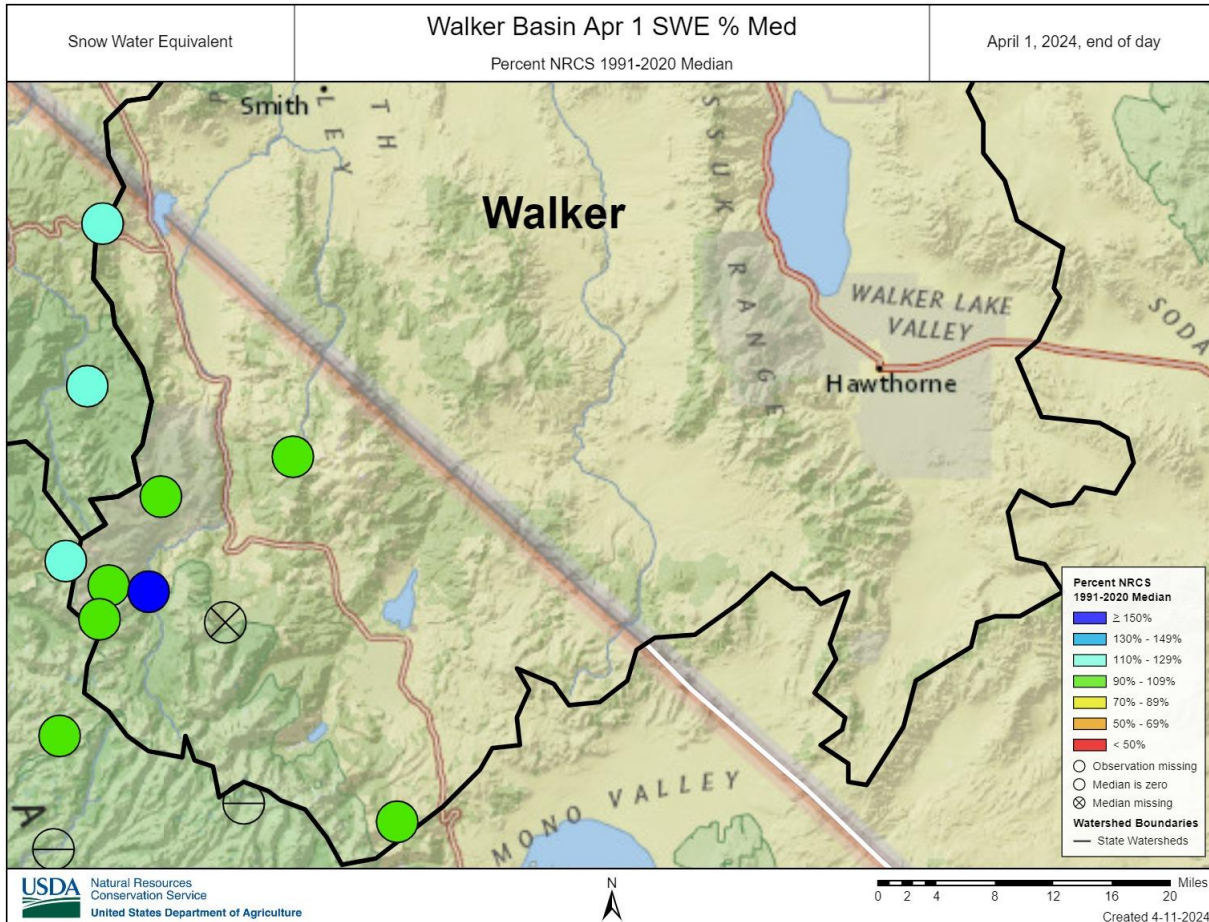 Snow Water Equivalent
Walker Basin Apr 1 SWE % Med
Percent NRCS 1991-2020 Median
April 1, 2024, end of day
Smith
LLEY
TH
Walker
SSUK RANGE
WALKER LAKE
VALLEY
SODA
Hawthorne
MONO VALLEY
A
P
Percent NRCS
1991-2020 Median
≥ 150%
130% - 149%
110% - 129%
90% - 109%
70% - 89%
50% - 69%
< 50%
Observation missing
Median is zero
Median missing
Watershed Boundaries
State Watersheds
USDA
Natural Resources
Conservation Service
United States Department of Agriculture
N
0 2 4 8 12 16 20 Miles
Created 4-11-2024